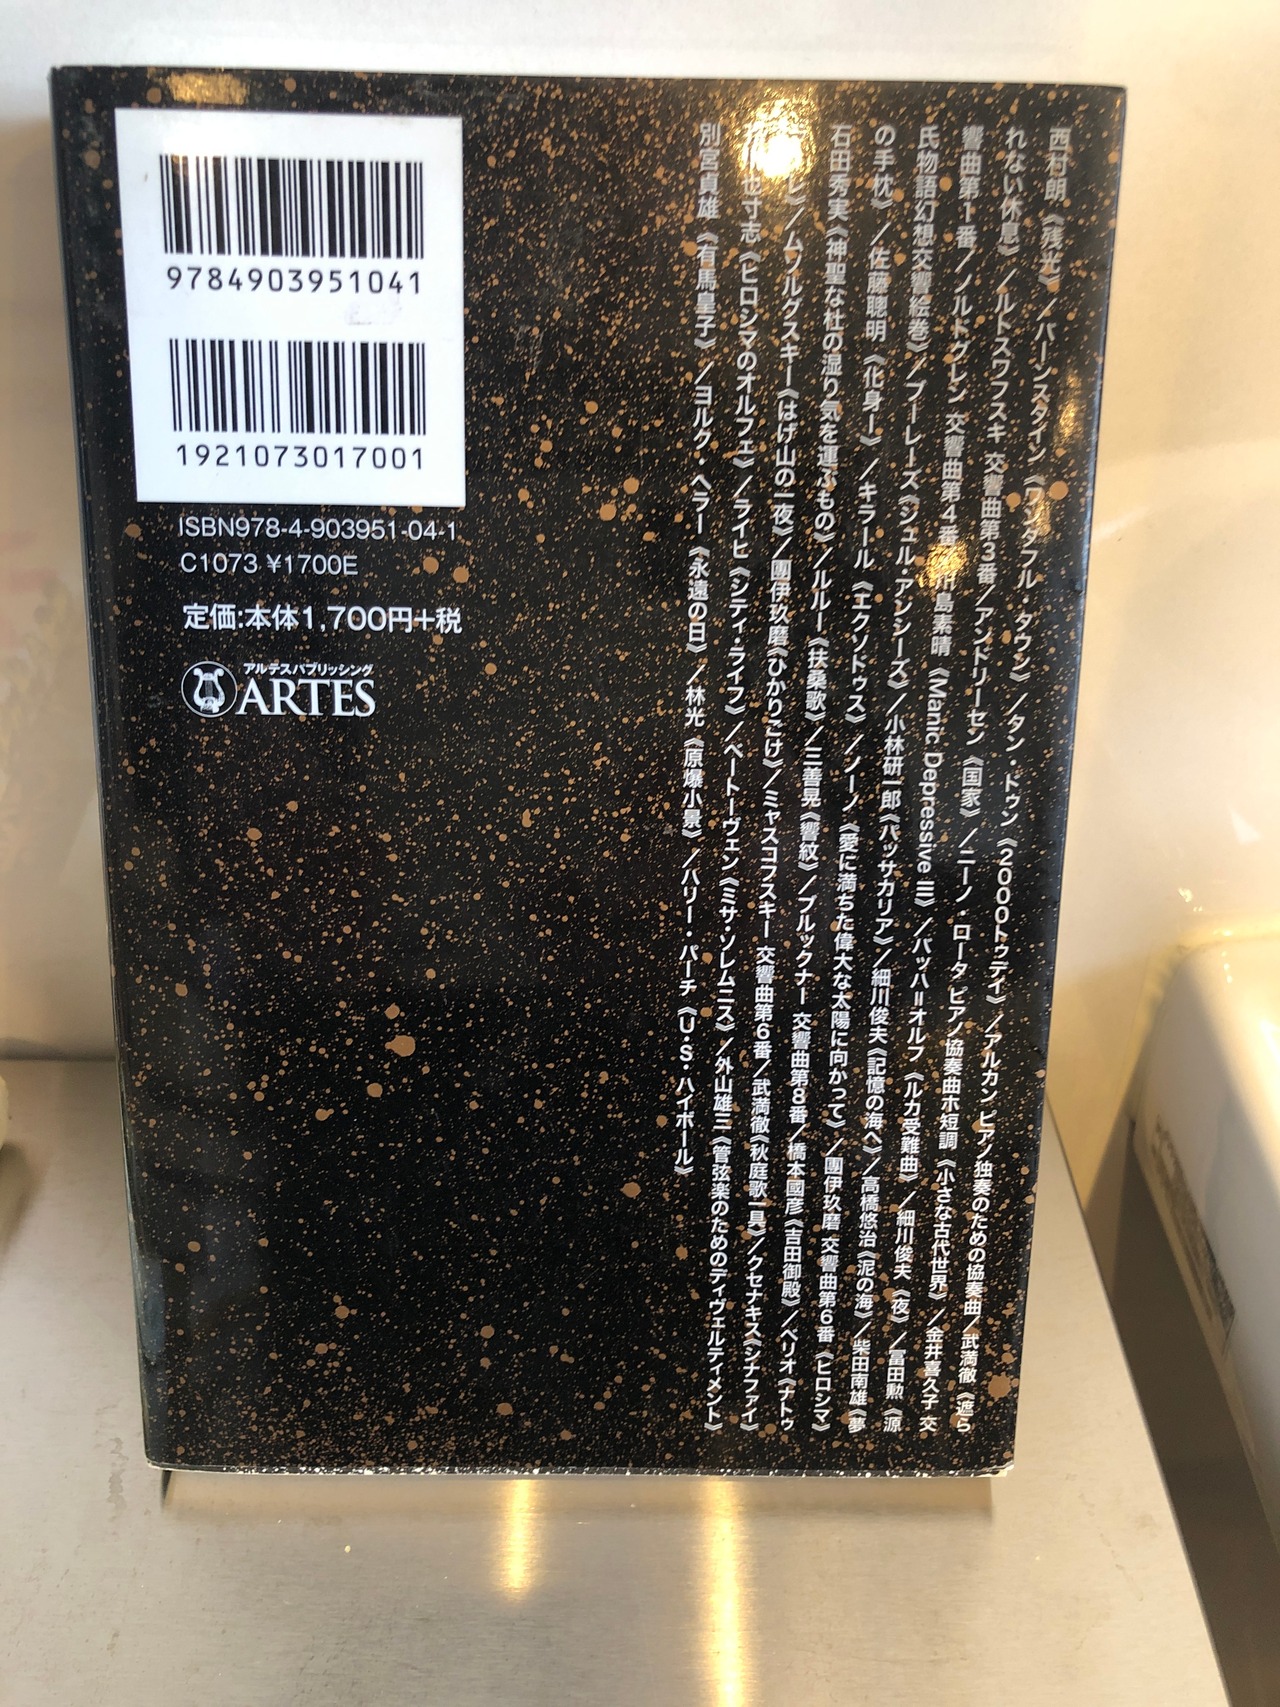 西村朗《残光》／バーンスタイン《ワンダフル・タウン》／タン・ドゥン《2000トゥデイ》／アルカン ピアノ独奏のための協奏曲／武満徹《遮ら
れない休息》／ルトスワフスキ 交響曲第3番／アンドリーセン《国家》／ニーノ・ロータ ピアノ協奏曲ホ短調《小さな古代世界》／金井喜久子 交
響曲第1番／ノルドグレン 交響曲第4番／川島素晴《Manic Depressive III》／バッハ＝オルフ《ルカ受難曲》／細川俊夫《夜》／冨田勲《源
氏物語幻想交響絵巻》／ブーレーズ《シュル・アンシーズ》／小林研一郎《パッサカリア》／細川俊夫《記憶の海へ》／高橋悠治《泥の海》／柴田南雄《夢
の手枕》／佐藤聰明《化身Ⅱ》／キラール《エクソドゥス》／ノーノ《愛に満ちた偉大な太陽に向かって》／團伊玖磨 交響曲第6番《ヒロシマ》
石田秀実《神聖な杜の湿り気を運ぶもの》／ルルー《扶桑歌》／三善晃《響紋》／ブルックナー 交響曲第8番／橋本國彦《吉田御殿》／ベリオ《ナトゥ
ムソルグスキー《はげ山の一夜》／團伊玖磨《ひかりごけ》／ミャスコフスキー 交響曲第6番／武満徹《秋庭歌一具》／クセナキス《シナファイ》
也寸志《ヒロシマのオルフェ》／ライヒ《シティ・ライフ》／ベートーヴェン《ミサ・ソレムニス》／外山雄三《管弦楽のためのディヴェルティメント》
別宮貞雄《有馬皇子》／ヨルク・ヘラー《永遠の日》／林光《原爆小景》／ハリー・パーチ《U.S.ハイボール》
9784903951041
1921073017001
ISBN978-4-903951-04-1
C1073 ¥1700E
定価:本体1,700円+税
アルテスパブリッシング
ARTES